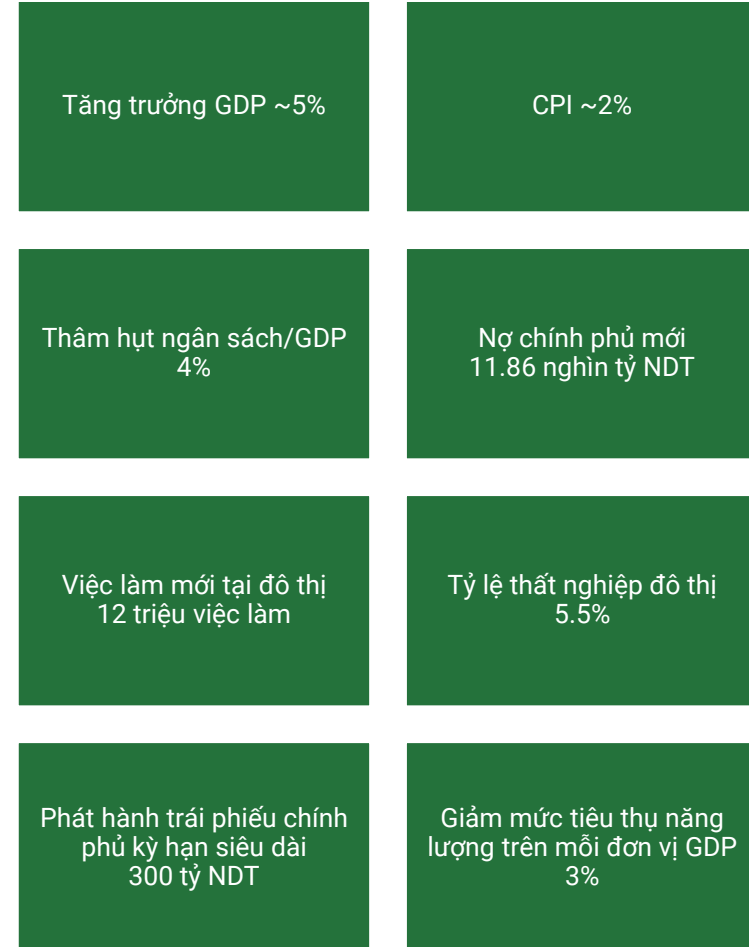 Tăng trưởng GDP ~5%
CPI ~2%
Thâm hụt ngân sách/GDP
4%
Nợ chính phủ mới
11.86 nghìn tỷ NDT
Việc làm mới tại đô thị
12 triệu việc làm
Tỷ lệ thất nghiệp đô thị
5.5%
Phát hành trái phiếu chính
phủ kỳ hạn siêu dài
300 tỷ NDT
Giảm mức tiêu thụ năng
lượng trên mỗi đơn vị GDP
3%